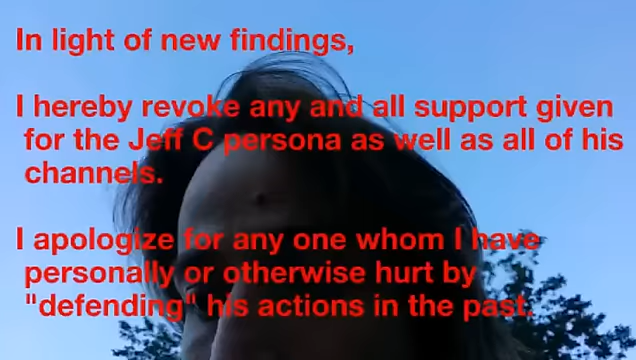 In light of new findings,
I hereby revoke any and all support given
for the Jeff C persona as well as all of his
channels.
I apologize for any one whom I have
personally or otherwise hurt by
"defending" his actions in the past.